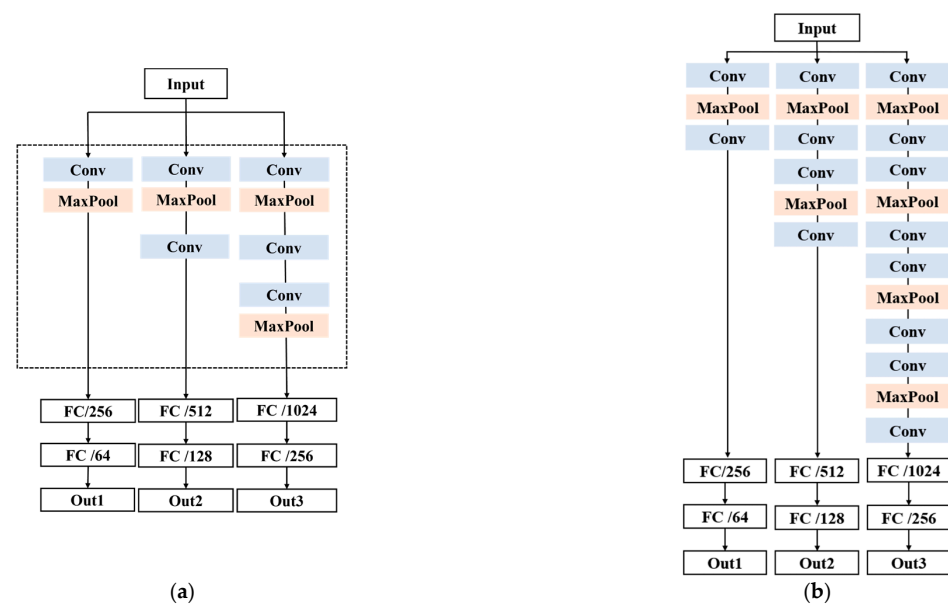 Input
Conv Conv Conv
MaxPool MaxPool MaxPool
Conv Conv
Conv
MaxPool
FC/256 FC /512 FC /1024
FC /64 FC /128 FC /256
Out1 Out2 Out3
(a)
Input
Conv Conv Conv
MaxPool MaxPool MaxPool
Conv Conv Conv
Conv Conv
MaxPool MaxPool
Conv Conv
Conv
MaxPool
Conv
Conv
MaxPool
Conv
FC/256 FC /512 FC /1024
FC /64 FC /128 FC /256
Out1 Out2 Out3
(b)